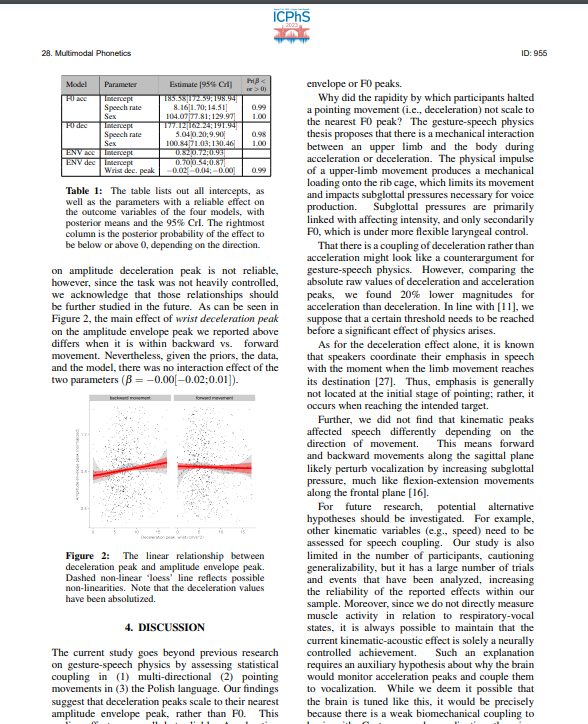 ICPhS
2023
28. Multimodal Phonetics
ID: 955
Model Parameter Estimate [95% CrI] Pr(β < or > 0)
F0 acc Intercept 185.58[172.59;198.94]
Speech rate 8.16[1.70;14.51] 0.99
Sex 104.07[77.81;129.97] 1.00
F0 dec Intercept 177.12[162.24;191.94]
Speech rate 5.04[0.20;9.90] 0.98
Sex 100.84[71.03;130.46] 1.00
ENV acc Intercept 0.82[0.72;0.93]
ENV dec Intercept 0.70[0.54;0.87]
Wrist dec. peak −0.02[−0.04;−0.00] 0.99
Table 1: The table lists out all intercepts, as
well as the parameters with a reliable effect on
the outcome variables of the four models, with
posterior means and the 95% CrI. The rightmost
column is the posterior probability of the effect to
be below or above 0, depending on the direction.
on amplitude deceleration peak is not reliable,
however, since the task was not heavily controlled,
we acknowledge that those relationships should
be further studied in the future. As can be seen in
Figure 2, the main effect of wrist deceleration peak
on the amplitude envelope peak we reported above
differs when it is within backward vs. forward
movement. Nevertheless, given the priors, the data,
and the model, there was no interaction effect of the
two parameters (β = −0.00[−0.02;0.01]).
backward movement
forward movement
Figure 2: The linear relationship between
deceleration peak and amplitude envelope peak.
Dashed non-linear 'loess' line reflects possible
non-linearities. Note that the deceleration values
have been absolutized.
4. DISCUSSION
The current study goes beyond previous research
on gesture-speech physics by assessing statistical
coupling in (1) multi-directional (2) pointing
movements in (3) the Polish language. Our findings
suggest that deceleration peaks scale to their nearest
amplitude envelope peak, rather than F0. This
envelope or F0 peaks.
Why did the rapidity by which participants halted
a pointing movement (i.e., deceleration) not scale to
the nearest F0 peak? The gesture-speech physics
thesis proposes that there is a mechanical interaction
between an upper limb and the body during
acceleration or deceleration. The physical impulse
of a upper-limb movement produces a mechanical
loading onto the rib cage, which limits its movement
and impacts subglottal pressures necessary for voice
production. Subglottal pressures are primarily
linked with affecting intensity, and only secondarily
F0, which is under more flexible laryngeal control.
That there is a coupling of deceleration rather than
acceleration might look like a counterargument for
gesture-speech physics. However, comparing the
absolute raw values of deceleration and acceleration
peaks, we found 20% lower magnitudes for
acceleration than deceleration. In line with [11], we
suppose that a certain threshold needs to be reached
before a significant effect of physics arises.
As for the deceleration effect alone, it is known
that speakers coordinate their emphasis in speech
with the moment when the limb movement reaches
its destination [27]. Thus, emphasis is generally
not located at the initial stage of pointing; rather, it
occurs when reaching the intended target.
Further, we did not find that kinematic peaks
affected speech differently depending on the
direction of movement. This means forward
and backward movements along the sagittal plane
likely perturb vocalization by increasing subglottal
pressure, much like flexion-extension movements
along the frontal plane [16].
For future research, potential alternative
hypotheses should be investigated. For example,
other kinematic variables (e.g., speed) need to be
assessed for speech coupling. Our study is also
limited in the number of participants, cautioning
generalizability, but it has a large number of trials
and events that have been analyzed, increasing
the reliability of the reported effects within our
sample. Moreover, since we do not directly measure
muscle activity in relation to respiratory-vocal
states, it is always possible to maintain that the
current kinematic-acoustic effect is solely a neurally
controlled achievement. Such an explanation
requires an auxiliary hypothesis about why the brain
would monitor acceleration peaks and couple them
to vocalization. While we deem it possible that
the brain is tuned like this, it would be precisely
because there is a weak biomechanical coupling to